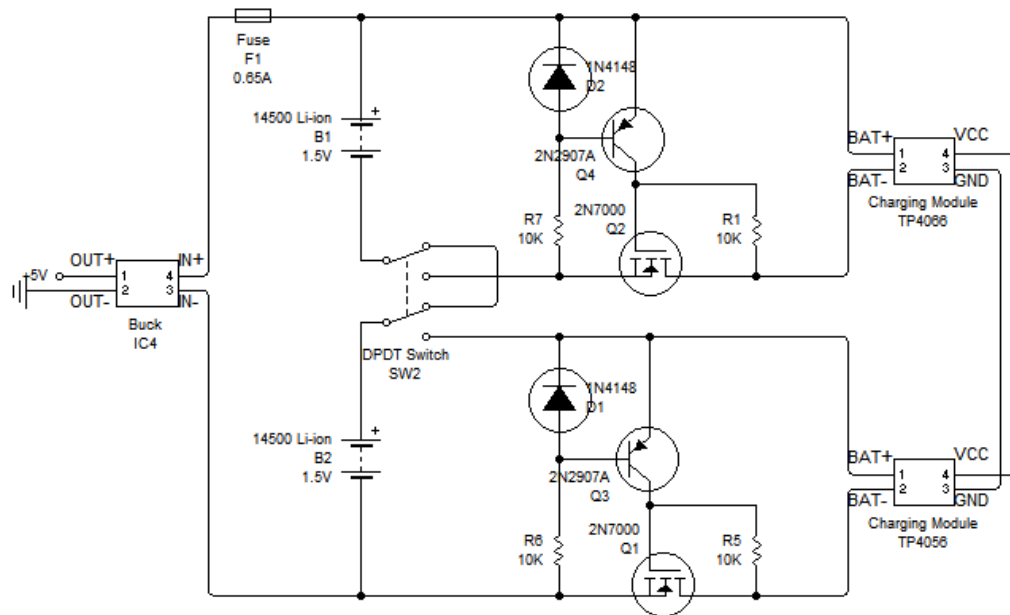 Fuse
F1
0.65A
1N4148
D2
14500 Li-ion
B1
1.5V
+
2N2907A
Q4
BAT+
BAT-
1
2
4
3
VCC
GND
Charging Module
TP4066
2N7000
Q2
R7
10K
R1
10K
+5V
OUT+
OUT-
1
2
4
3
IN+
IN-
Buck
IC4
DPDT Switch
SW2
1N4148
D1
14500 Li-ion
B2
1.5V
+
2N2907A
Q3
BAT+
BAT-
1
2
4
3
VCC
GND
Charging Module
TP4056
2N7000
Q1
R6
10K
R5
10K